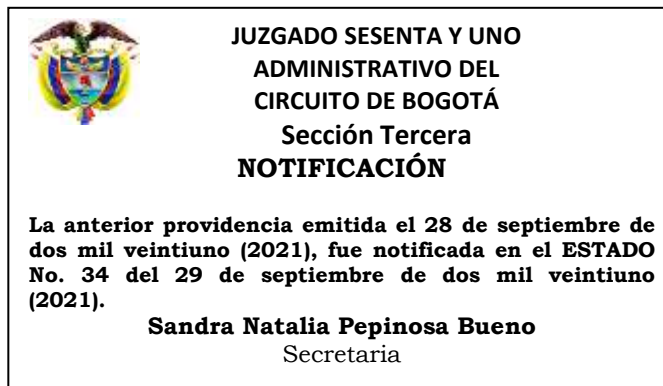 JUZGADO SESENTA Y UNO
ADMINISTRATIVO DEL
CIRCUITO DE BOGOTÁ
Sección Tercera
NOTIFICACIÓN
La anterior providencia emitida el 28 de septiembre de
dos mil veintiuno (2021), fue notificada en el ESTADO
No. 34 del 29 de septiembre de dos mil veintiuno
(2021).
Sandra Natalia Pepinosa Bueno
Secretaria